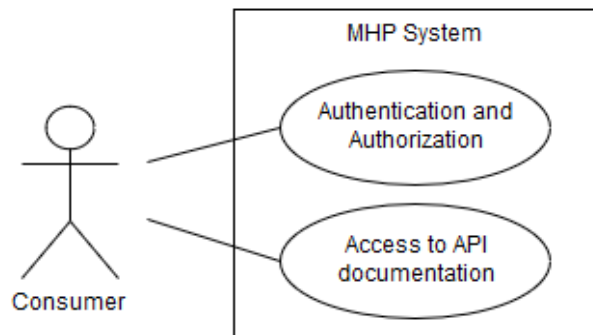 MHP System
Authentication and
Authorization
Access to API
documentation
Consumer